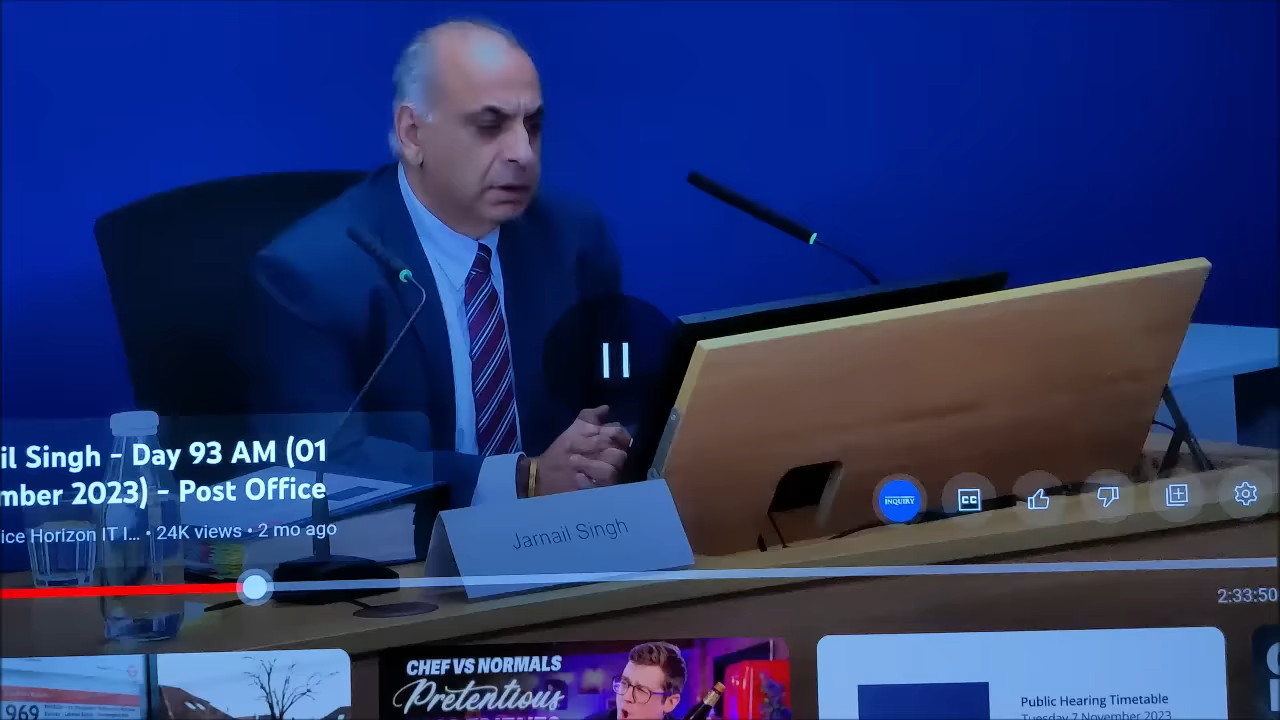 il Singh - Day 93 AM (01
mber 2023) - Post Office
ice Horizon IT I... • 24K views • 2 mo ago
Jarnail Singh
INQUIRY
CC
2:33:50
969
CHEF VS NORMALS
Pretentious
Public Hearing Timetable
Tuesday 7 November 2023